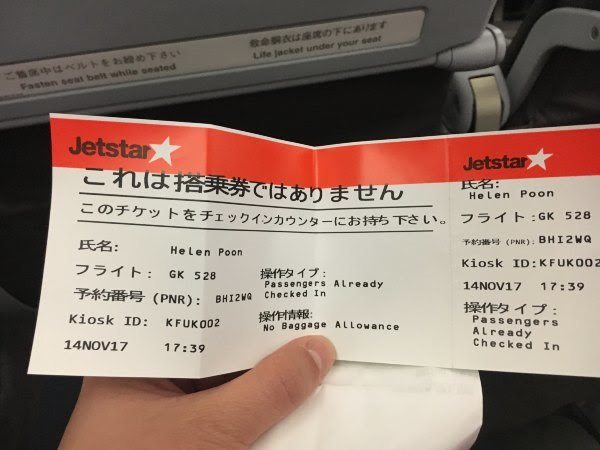 ご着席中はベルトをお締め下さい
Fasten seat belt while seated
救命胴衣は座席の下にあります
Life jacket under your seat
Jetstar
これは搭乗券ではありません
このチケットをチェックインカウンターにお持ち下さい。
氏名: Helen Poon
フライト: GK 528
予約番号 (PNR): BHI2WQ
Kiosk ID: KFUK002
14NOV17 17:39
操作タイプ:
Passengers Already
Checked In
操作情報:
No Baggage Allowance
Jetstar
氏名:
Helen Poon
フライト: GK 528
予約番号 (PNR): BHI2WQ
Kiosk ID: KFUK002
14NOV17 17:39
操作タイプ:
Passengers
Already
Checked In